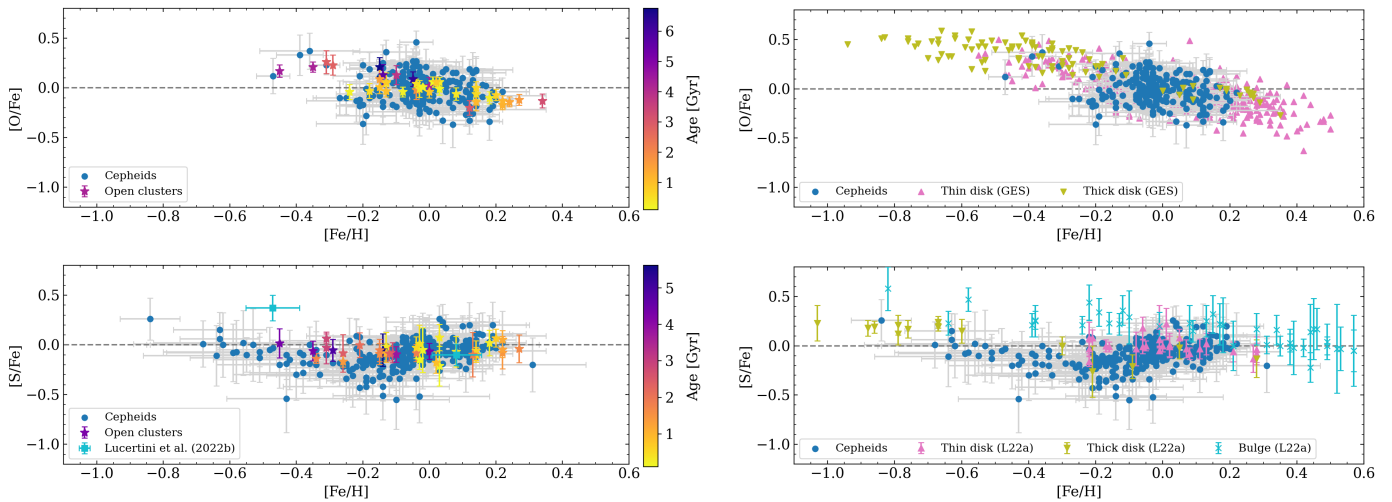 0.5
0.0
−0.5
−1.0
[O/Fe]
Cepheids
Open clusters
−1.0 −0.8 −0.6 −0.4 −0.2 0.0 0.2 0.4 0.6
[Fe/H]
6
5
4
3
2
1
Age [Gyr]
0.5
0.0
−0.5
−1.0
[O/Fe]
Cepheids Thin disk (GES) Thick disk (GES)
−1.0 −0.8 −0.6 −0.4 −0.2 0.0 0.2 0.4 0.6
[Fe/H]
0.5
0.0
−0.5
−1.0
[S/Fe]
Cepheids
Open clusters
Lucertini et al. (2022b)
−1.0 −0.8 −0.6 −0.4 −0.2 0.0 0.2 0.4 0.6
[Fe/H]
5
4
3
2
1
Age [Gyr]
0.5
0.0
−0.5
−1.0
[S/Fe]
Cepheids Thin disk (L22a) Thick disk (L22a) Bulge (L22a)
−1.0 −0.8 −0.6 −0.4 −0.2 0.0 0.2 0.4 0.6
[Fe/H]